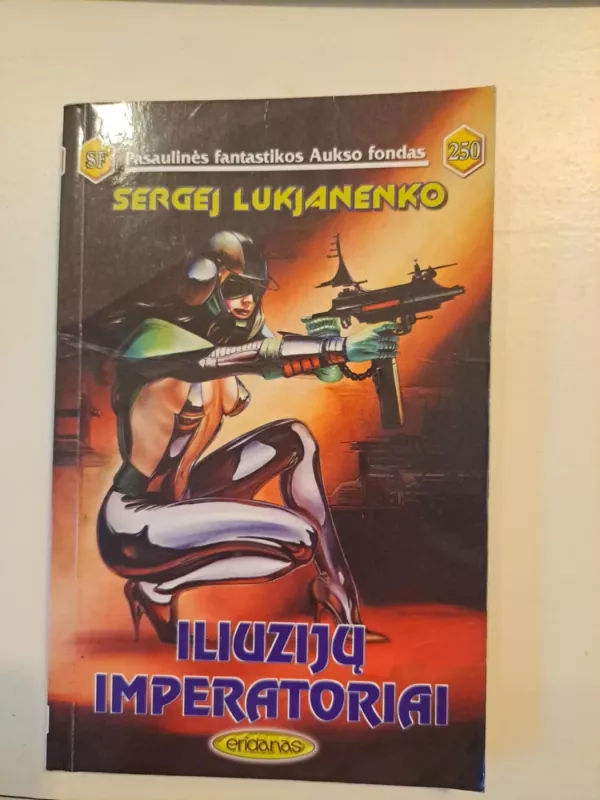 SF Pasaulinės fantastikos Aukso fondas 250
SERGEJ LUKJANENKO
ILIUZIJŲ
IMPERATORIAI
eridanas